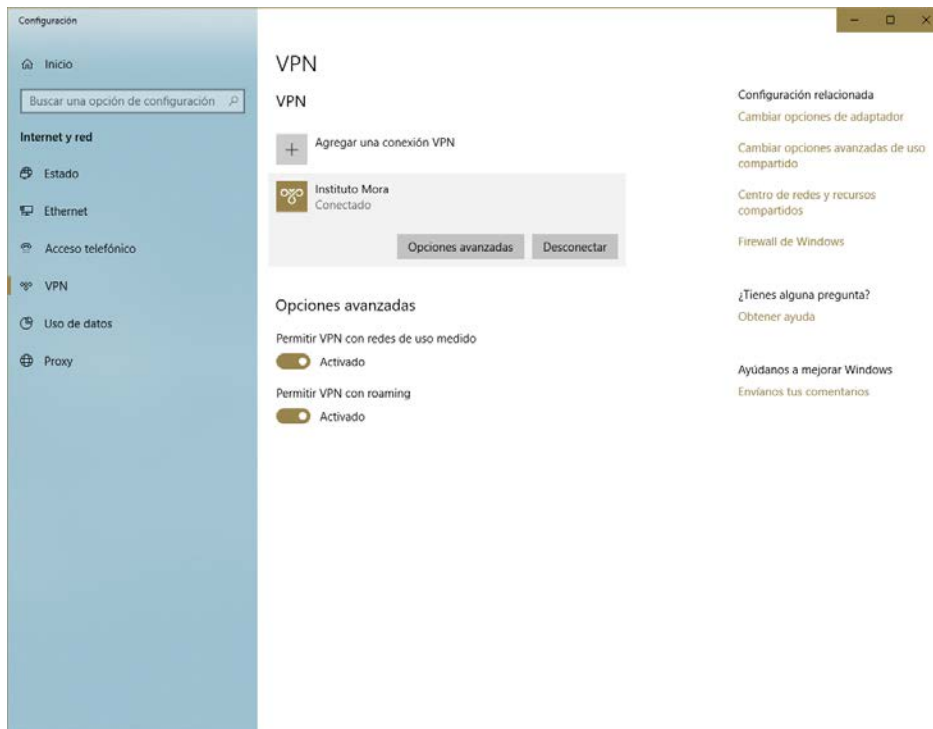 Configuración
Inicio
Buscar una opción de configuración
Internet y red
Estado
Ethernet
Acceso telefónico
VPN
Uso de datos
Proxy
VPN
VPN
Agregar una conexión VPN
Instituto Mora
Conectado
Opciones avanzadas
Desconectar
Opciones avanzadas
Permitir VPN con redes de uso medido
Activado
Permitir VPN con roaming
Activado
Configuración relacionada
Cambiar opciones de adaptador
Cambiar opciones avanzadas de uso
compartido
Centro de redes y recursos
compartidos
Firewall de Windows
¿Tienes alguna pregunta?
Obtener ayuda
Ayúdanos a mejorar Windows
Envíanos tus comentarios